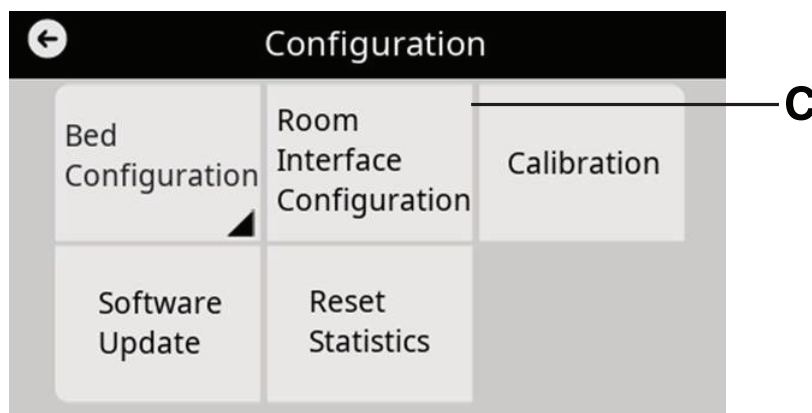 Configuration
Bed
Configuration
Room
Interface
Configuration
Calibration
C
Software
Update
Reset
Statistics